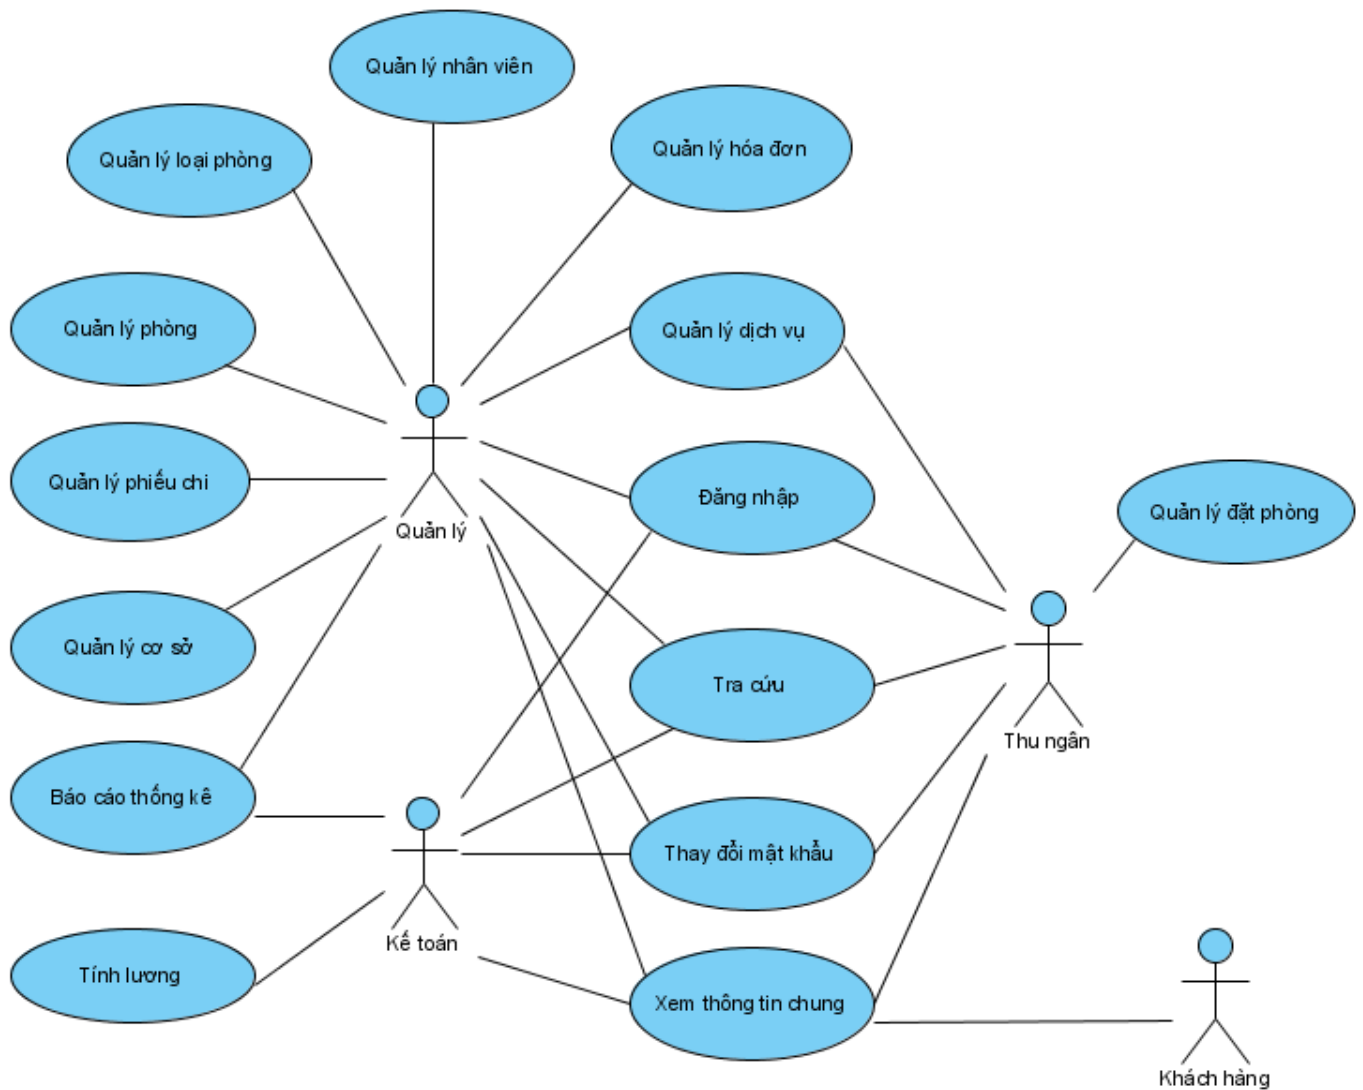 Quản lý nhân viên
Quản lý loại phòng
Quản lý hóa đơn
Quản lý phòng
Quản lý dịch vụ
Quản lý phiếu chi
Đăng nhập
Quản lý đặt phòng
Quản lý
Quản lý cơ sở
Tra cứu
Thu ngân
Báo cáo thống kê
Thay đổi mật khẩu
Kế toán
Tính lương
Xem thông tin chung
Khách hàng